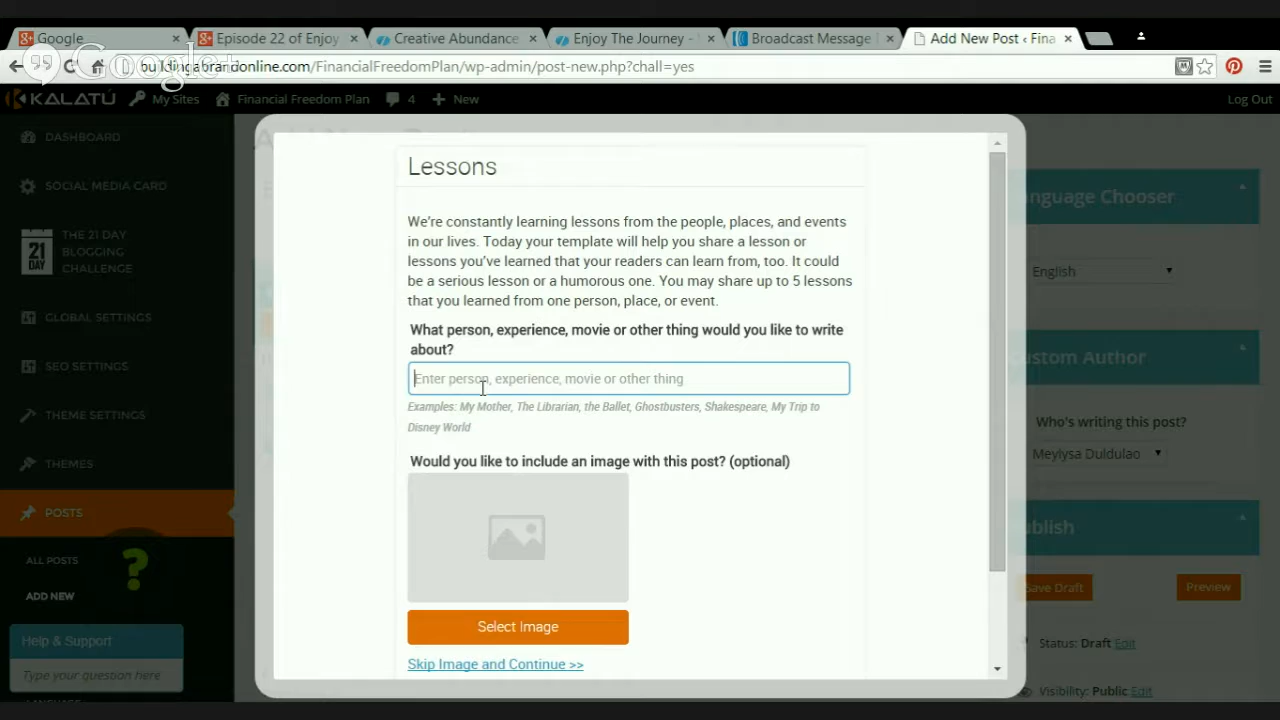 Google
Episode 22 of Enjoy
Creative Abundance
Enjoy The Journey -
Broadcast Message
Add New Post ‹ Fina
Google+
buildingabrandonline.com/FinancialFreedomPlan/wp-admin/post-new.php?chall=yes
KALATÚ
My Sites
Financial Freedom Plan
4
New
Log Out
DASHBOARD
SOCIAL MEDIA CARD
21
DAY
THE 21 DAY
BLOGGING
CHALLENGE
GLOBAL SETTINGS
SEO SETTINGS
THEME SETTINGS
THEMES
POSTS
ALL POSTS
?
ADD NEW
Help & Support
Type your question here
Lessons
We're constantly learning lessons from the people, places, and events
in our lives. Today your template will help you share a lesson or
lessons you've learned that your readers can learn from, too. It could
be a serious lesson or a humorous one. You may share up to 5 lessons
that you learned from one person, place, or event.
What person, experience, movie or other thing would you like to write
about?
Enter person, experience, movie or other thing
Examples: My Mother, The Librarian, the Ballet, Ghostbusters, Shakespeare, My Trip to
Disney World
Would you like to include an image with this post? (optional)
Select Image
Skip Image and Continue >>
nguage Chooser
English
ustom Author
Who's writing this post?
Meylysa Duldulao
ublish
Save Draft
Preview
Status: Draft Edit
Visibility: Public Edit